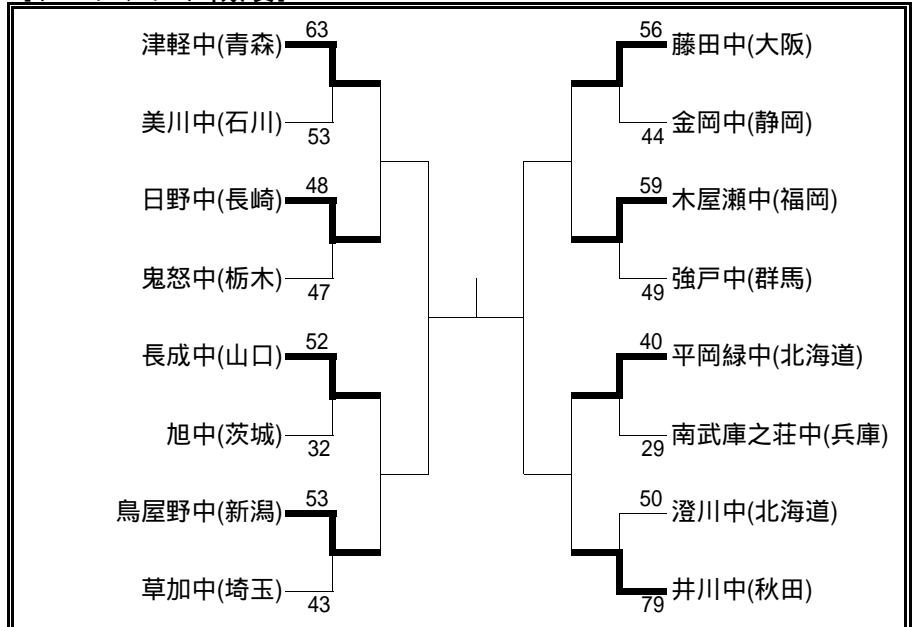 津軽中(青森) 63
美川中(石川) 53
日野中(長崎) 48
鬼怒中(栃木) 47
長成中(山口) 52
旭中(茨城) 32
鳥屋野中(新潟) 53
草加中(埼玉) 43
56 藤田中(大阪)
44 金岡中(静岡)
59 木屋瀬中(福岡)
49 強戸中(群馬)
40 平岡緑中(北海道)
29 南武庫之荘中(兵庫)
50 澄川中(北海道)
79 井川中(秋田)